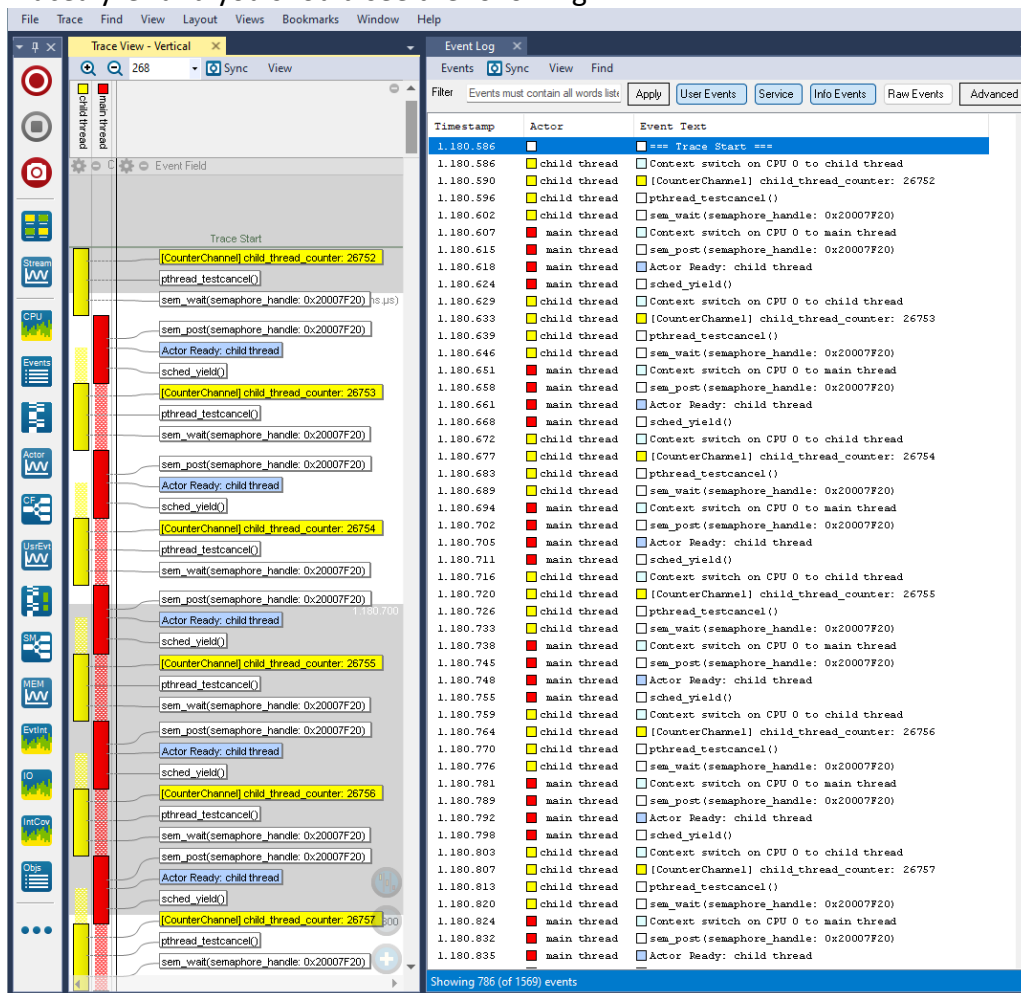 File Trace Find View Layout Views Bookmarks Window Help
Trace View - Vertical
268 Sync View
child thread
main thread
Event Field
Trace Start
[CounterChannel] child_thread_counter: 26752
pthread_testcancel()
sem_wait(semaphore_handle: 0x20007F20)
sem_post(semaphore_handle: 0x20007F20)
Actor Ready: child thread
sched_yield()
[CounterChannel] child_thread_counter: 26753
pthread_testcancel()
sem_wait(semaphore_handle: 0x20007F20)
sem_post(semaphore_handle: 0x20007F20)
Actor Ready: child thread
sched_yield()
[CounterChannel] child_thread_counter: 26754
pthread_testcancel()
sem_wait(semaphore_handle: 0x20007F20)
sem_post(semaphore_handle: 0x20007F20)
1.180.700
Actor Ready: child thread
sched_yield()
[CounterChannel] child_thread_counter: 26755
pthread_testcancel()
sem_wait(semaphore_handle: 0x20007F20)
sem_post(semaphore_handle: 0x20007F20)
Actor Ready: child thread
sched_yield()
[CounterChannel] child_thread_counter: 26756
pthread_testcancel()
sem_wait(semaphore_handle: 0x20007F20)
sem_post(semaphore_handle: 0x20007F20)
Actor Ready: child thread
sched_yield()
[CounterChannel] child_thread_counter: 26757
pthread_testcancel()
sem_wait(semaphore_handle: 0x20007F20)
Stream
CPU
Events
Actor
CF
UsrEvt
SM
MEM
EvtInt
IO
IntCov
Objs
Event Log
Events Sync View Find
Filter Events must contain all words liste Apply User Events Service Info Events Raw Events Advanced
Timestamp Actor Event Text
1.180.586 === Trace Start ===
1.180.586 child thread Context switch on CPU 0 to child thread
1.180.590 child thread [CounterChannel] child_thread_counter: 26752
1.180.596 child thread pthread_testcancel()
1.180.602 child thread sem_wait(semaphore_handle: 0x20007F20)
1.180.607 main thread Context switch on CPU 0 to main thread
1.180.615 main thread sem_post(semaphore_handle: 0x20007F20)
1.180.618 main thread Actor Ready: child thread
1.180.624 main thread sched_yield()
1.180.629 child thread Context switch on CPU 0 to child thread
1.180.633 child thread [CounterChannel] child_thread_counter: 26753
1.180.639 child thread pthread_testcancel()
1.180.646 child thread sem_wait(semaphore_handle: 0x20007F20)
1.180.651 main thread Context switch on CPU 0 to main thread
1.180.658 main thread sem_post(semaphore_handle: 0x20007F20)
1.180.661 main thread Actor Ready: child thread
1.180.668 main thread sched_yield()
1.180.672 child thread Context switch on CPU 0 to child thread
1.180.677 child thread [CounterChannel] child_thread_counter: 26754
1.180.683 child thread pthread_testcancel()
1.180.689 child thread sem_wait(semaphore_handle: 0x20007F20)
1.180.694 main thread Context switch on CPU 0 to main thread
1.180.702 main thread sem_post(semaphore_handle: 0x20007F20)
1.180.705 main thread Actor Ready: child thread
1.180.711 main thread sched_yield()
1.180.716 child thread Context switch on CPU 0 to child thread
1.180.720 child thread [CounterChannel] child_thread_counter: 26755
1.180.726 child thread pthread_testcancel()
1.180.733 child thread sem_wait(semaphore_handle: 0x20007F20)
1.180.738 main thread Context switch on CPU 0 to main thread
1.180.745 main thread sem_post(semaphore_handle: 0x20007F20)
1.180.748 main thread Actor Ready: child thread
1.180.755 main thread sched_yield()
1.180.759 child thread Context switch on CPU 0 to child thread
1.180.764 child thread [CounterChannel] child_thread_counter: 26756
1.180.770 child thread pthread_testcancel()
1.180.776 child thread sem_wait(semaphore_handle: 0x20007F20)
1.180.781 main thread Context switch on CPU 0 to main thread
1.180.789 main thread sem_post(semaphore_handle: 0x20007F20)
1.180.792 main thread Actor Ready: child thread
1.180.798 main thread sched_yield()
1.180.803 child thread Context switch on CPU 0 to child thread
1.180.807 child thread [CounterChannel] child_thread_counter: 26757
1.180.813 child thread pthread_testcancel()
1.180.820 child thread sem_wait(semaphore_handle: 0x20007F20)
1.180.824 main thread Context switch on CPU 0 to main thread
1.180.832 main thread sem_post(semaphore_handle: 0x20007F20)
1.180.835 main thread Actor Ready: child thread
Showing 786 (of 1569) events